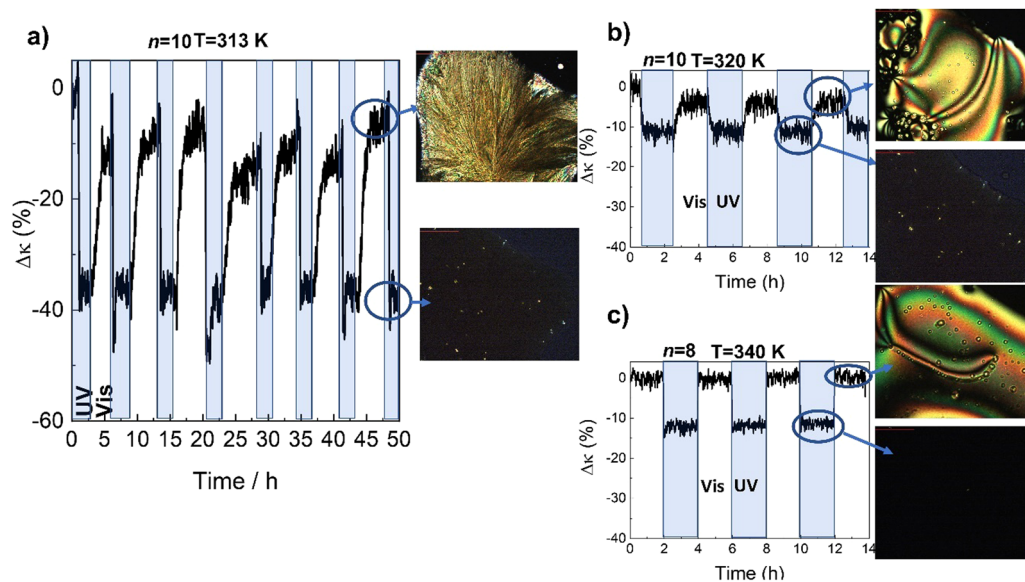 a)
n=10 T=313 K
0
-20
-40
-60
Δκ (%)
UV
Vis
0 5 10 15 20 25 30 35 40 45 50
Time / h
b)
n=10 T=320 K
0
-10
-20
-30
-40
Δκ (%)
Vis UV
0 2 4 6 8 10 12 14
Time (h)
c)
n=8 T=340 K
0
-10
-20
-30
-40
Δκ (%)
Vis UV
0 2 4 6 8 10 12 14
Time (h)